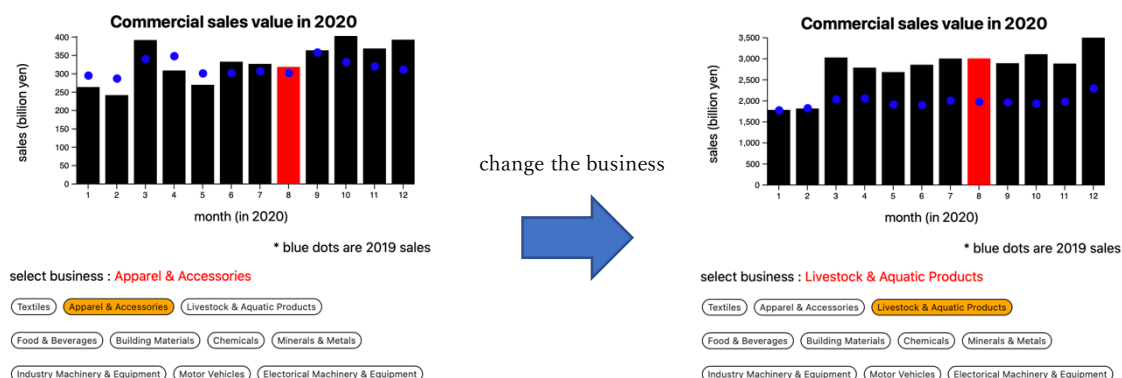 Commercial sales value in 2020
400
350
300
250
200
150
100
50
0
sales (billion yen)
1 2 3 4 5 6 7 8 9 10 11 12
month (in 2020)
* blue dots are 2019 sales
select business : Apparel & Accessories
Textiles Apparel & Accessories Livestock & Aquatic Products
Food & Beverages Building Materials Chemicals Minerals & Metals
Industry Machinery & Equipment Motor Vehicles Electorical Machinery & Equipment
change the business
Commercial sales value in 2020
3,500
3,000
2,000
1,500
1,000
500
0
sales (billion yen)
1 2 3 4 5 6 7 8 9 10 11 12
month (in 2020)
* blue dots are 2019 sales
select business : Livestock & Aquatic Products
Textiles Apparel & Accessories Livestock & Aquatic Products
Food & Beverages Building Materials Chemicals Minerals & Metals
Industry Machinery & Equipment Motor Vehicles Electorical Machinery & Equipment